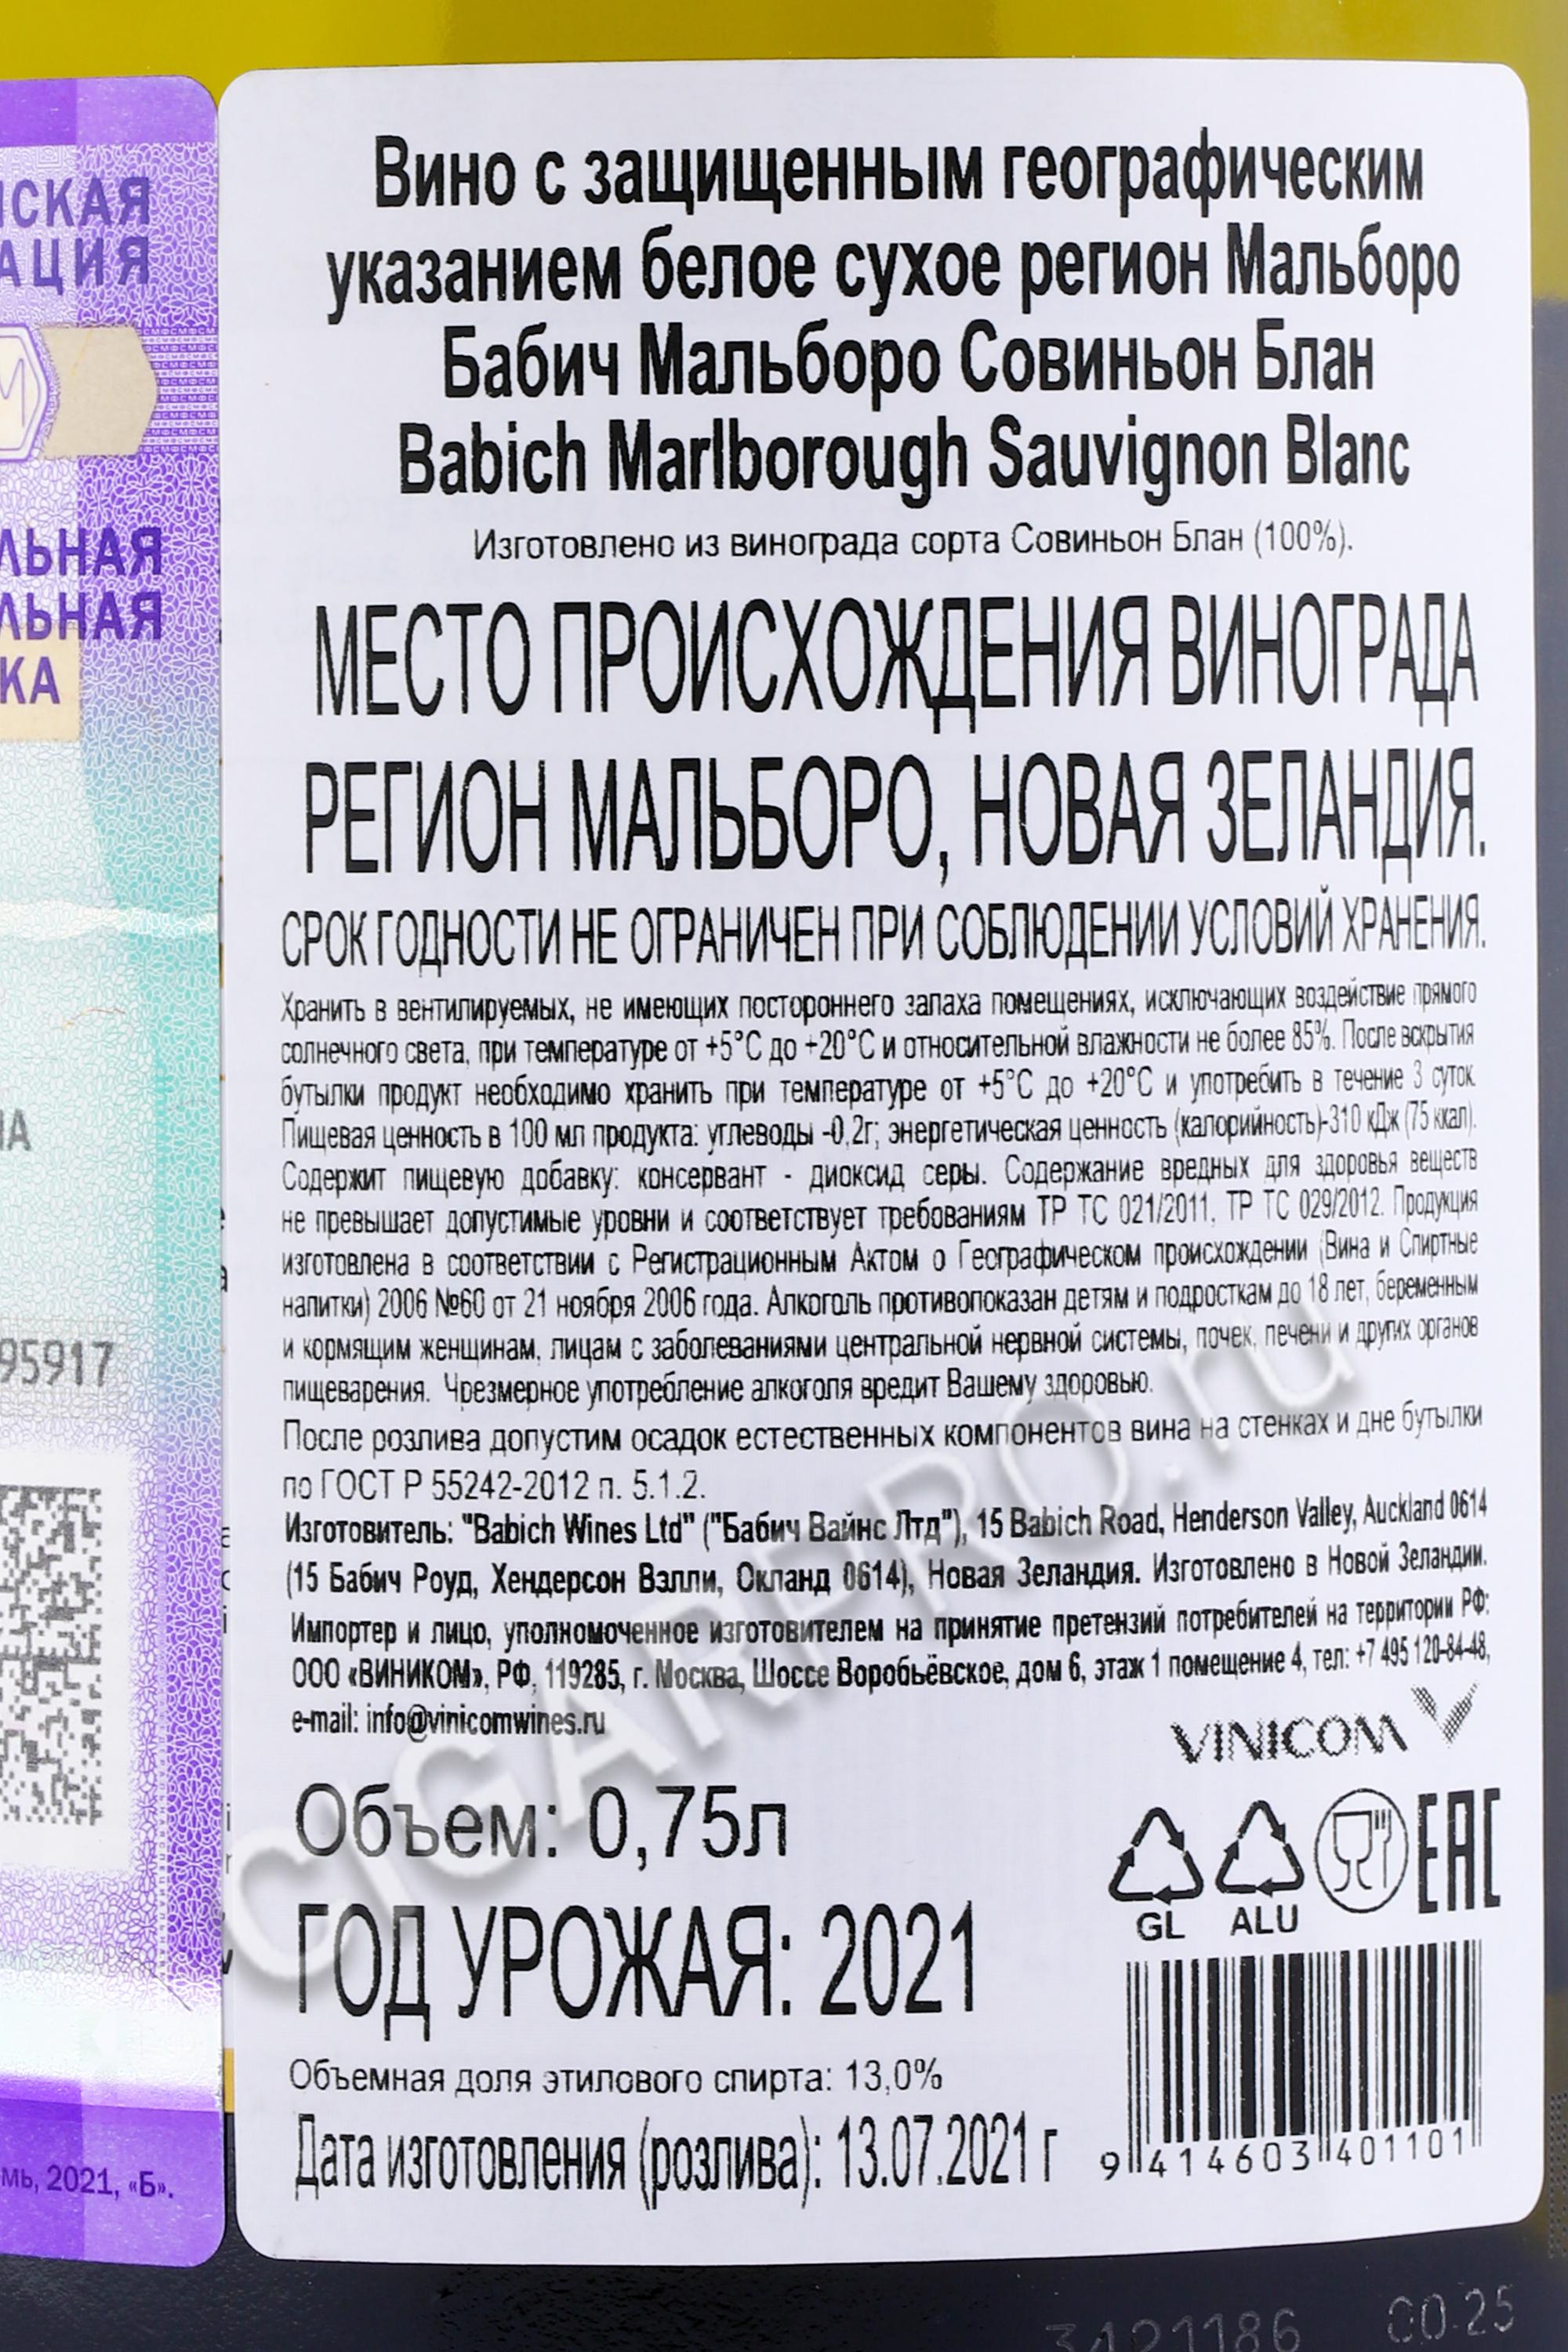 Вино с защищенным географическим
указанием белое сухое регион Мальборо
Бабич Мальборо Совиньон Блан
Babich Marlborough Sauvignon Blanc
Изготовлено из винограда сорта Совиньон Блан (100%).
МЕСТО ПРОИСХОЖДЕНИЯ ВИНОГРАДА
РЕГИОН МАЛЬБОРО, НОВАЯ ЗЕЛАНДИЯ.
СРОК ГОДНОСТИ НЕ ОГРАНИЧЕН ПРИ СОБЛЮДЕНИИ УСЛОВИЙ ХРАНЕНИЯ.
Хранить в вентилируемых, не имеющих постороннего запаха помещениях, исключающих воздействие прямого
солнечного света, при температуре от +5°С до +20°С и относительной влажности не более 85%. После вскрытия
бутылки продукт необходимо хранить при температуре от +5°С до +20°С и употребить в течение 3 суток.
Пищевая ценность в 100 мл продукта: углеводы -0,2г; энергетическая ценность (калорийность)-310 кДж (75 ккал).
Содержит пищевую добавку: консервант - диоксид серы. Содержание вредных для здоровья веществ
не превышает допустимые уровни и соответствует требованиям ТР ТС 021/2011, ТР ТС 029/2012. Продукция
изготовлена в соответствии с Регистрационным Актом о Географическом происхождении (Вина и Спиртные
напитки) 2006 №60 от 21 ноября 2006 года. Алкоголь противопоказан детям и подросткам до 18 лет, беременным
и кормящим женщинам, лицам с заболеваниями центральной нервной системы, почек, печени и других органов
пищеварения. Чрезмерное употребление алкоголя вредит Вашему здоровью.
После розлива допустим осадок естественных компонентов вина на стенках и дне бутылки
по ГОСТ Р 55242-2012 п. 5.1.2.
Изготовитель: "Babich Wines Ltd" ("Бабич Вайнс Лтд"), 15 Babich Road, Henderson Valley, Auckland 0614
(15 Бабич Роуд, Хендерсон Вэлли, Окланд 0614), Новая Зеландия. Изготовлено в Новой Зеландии.
Импортер и лицо, уполномоченное изготовителем на принятие претензий потребителей на территории РФ:
ООО «ВИНИКОМ», РФ, 119285, г. Москва, Шоссе Воробьёвское, дом 6, этаж 1 помещение 4, тел: +7 495 120-84-48,
e-mail: info@vinicomwines.ru
VINICOM
Объем: 0,75л
GL ALU EAC
ГОД УРОЖАЯ: 2021
Объемная доля этилового спирта: 13,0%
Дата изготовления (розлива): 13.07.2021 г
9 414603 401101
CIGARPRO.ru
95917
2021, «Б».
3421186 00:25